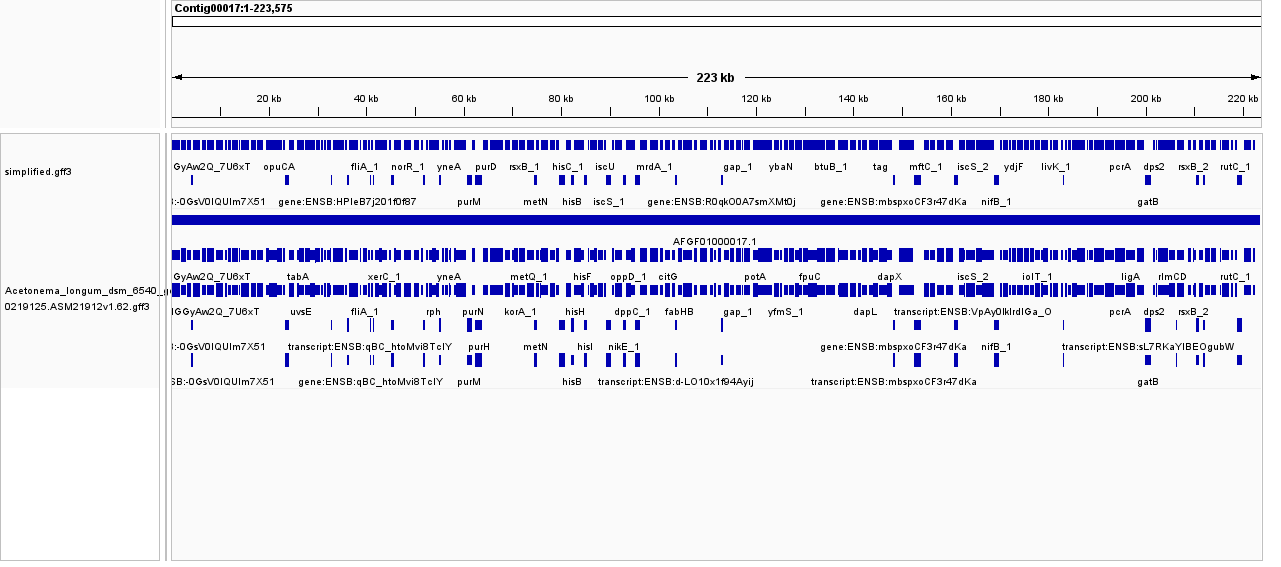 Contig00017:1-223,575
223 kb
20 kb 40 kb 60 kb 80 kb 100 kb 120 kb 140 kb 160 kb 180 kb 200 kb 220 kb
simplified.gff3
GyAw2Q_7U6xT opuCA fliA_1 norR_1 yneA purD rsxB_1 hisC_1 iscU mrdA_1 gap_1 ybaN btuB_1 tag mftC_1 iscS_2 ydjF livK_1 pcrA dps2 rsxB_2 rutC_1
gene:ENSB:HPIeB7j201f0f87 purM metN hisB iscS_1 gene:ENSB:R0qkO0A7smXMt0j gene:ENSB:mbspxoCF3r47dKa nifB_1 gatB
AFGF01000017.1
GyAw2Q_7U6xT tabA xerC_1 yneA metQ_1 hisF oppD_1 citG potA fpuC dapX iscS_2 iolT_1 ligA rlmCD rutC_1
Acetonema_longum_dsm_6540_
0219125.ASM21912v1.62.gff3
IGGyAw2Q_7U6xT uvsE fliA_1 rph purN korA_1 hisH dppC_1 fabHB gap_1 yfmS_1 dapL transcript:ENSB:VpAy0IkIrdIGa_O pcrA dps2 rsxB_2
:-0GsV0IQUIm7X51 transcript:ENSB:qBC_htoMvi8TcIY purH metN hisI nikE_1 gene:ENSB:mbspxoCF3r47dKa nifB_1 transcript:ENSB:sL7RKaYIBEOgubW
SB:-0GsV0IQUIm7X51 gene:ENSB:qBC_htoMvi8TcIY purM hisB transcript:ENSB:d-LO10x1f94Ayij transcript:ENSB:mbspxoCF3r47dKa gatB